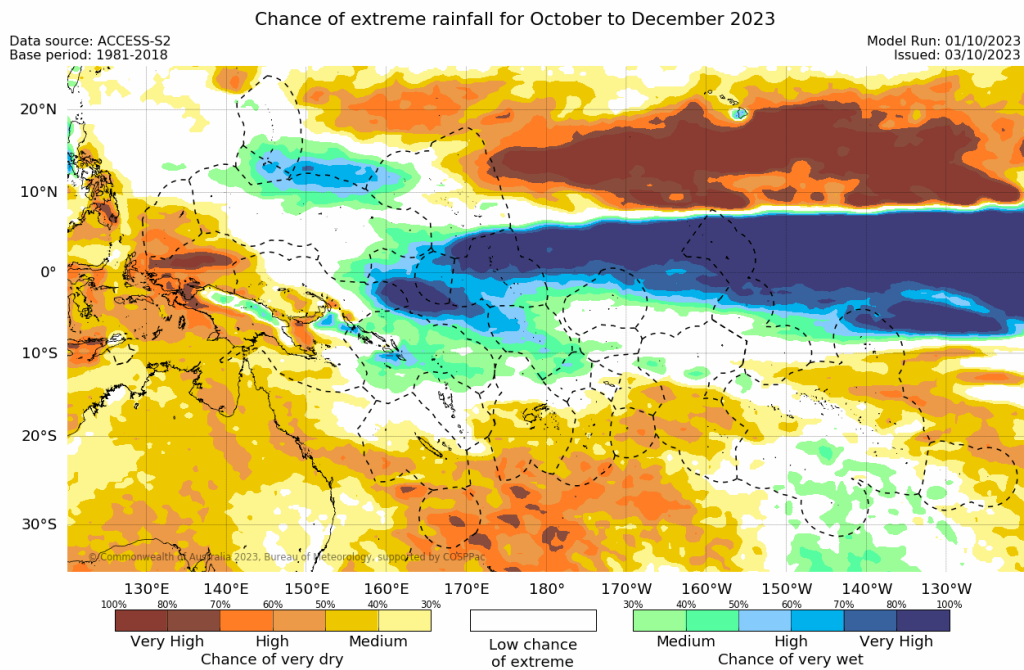 Chance of extreme rainfall for October to December 2023
Data source: ACCESS-S2
Base period: 1981-2018
Model Run: 01/10/2023
Issued: 03/10/2023
20°N
10°N
0°
10°S
20°S
30°S
©Commonwealth of Australia 2023, Bureau of Meteorology, supported by COSPPac
130°E 140°E 150°E 160°E 170°E 180° 170°W 160°W 150°W 140°W 130°W
100% 80% 70% 60% 50% 40% 30%
Very High High Medium
Chance of very dry
Low chance
of extreme
30% 40% 50% 60% 70% 80% 100%
Medium High Very High
Chance of very wet